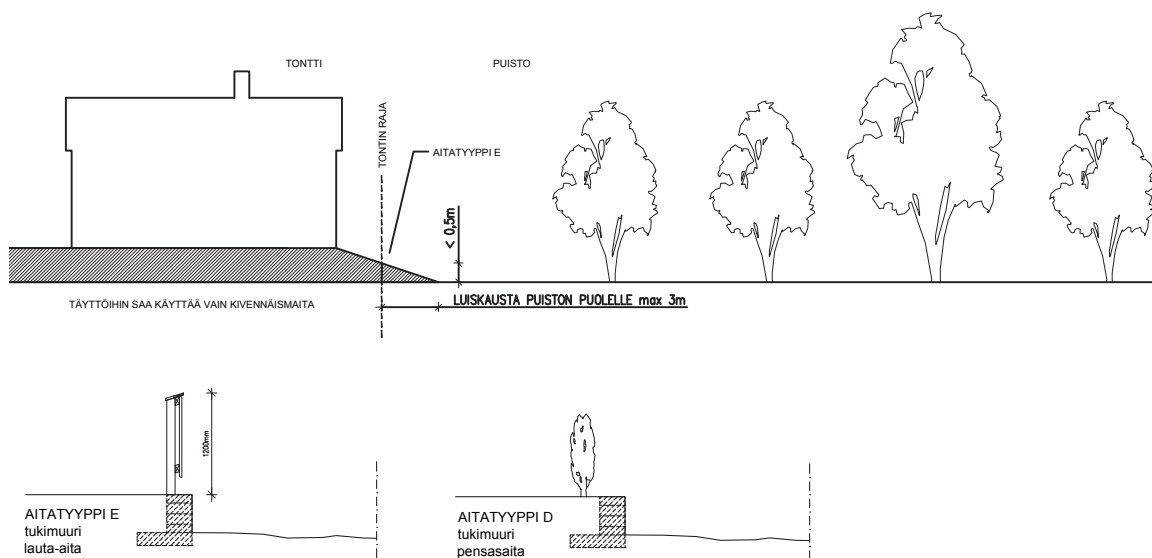 TONTTI
PUISTO
TONTIN RAJA
AITATYYPPI E
< 0,5m
TÄYTTÖIHIN SAA KÄYTTÄÄ VAIN KIVENNÄISMAITA
LUISKAUSTA PUISTON PUOLELLE max 3m
1200mm
AITATYYPPI E
tukimuuri
lauta-aita
AITATYYPPI D
tukimuuri
pensasaita